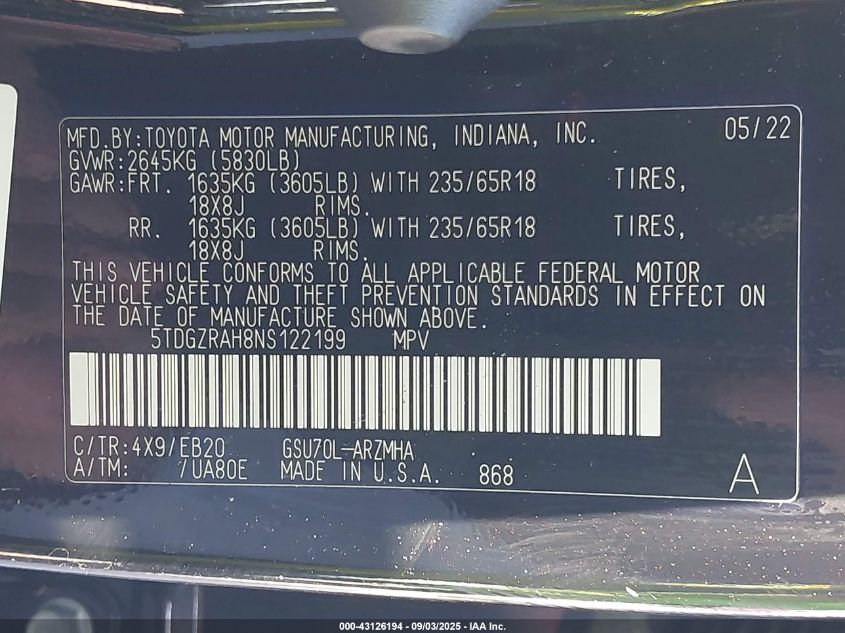 MFD.BY:TOYOTA MOTOR MANUFACTURING, INDIANA, INC. 05/22
GVWR:2645KG (5830LB)
GAWR:FRT. 1635KG (3605LB) WITH 235/65R18 TIRES,
18X8J RIMS.
RR. 1635KG (3605LB) WITH 235/65R18 TIRES,
18X8J RIMS.
THIS VEHICLE CONFORMS TO ALL APPLICABLE FEDERAL MOTOR
VEHICLE SAFETY AND THEFT PREVENTION STANDARDS IN EFFECT ON
THE DATE OF MANUFACTURE SHOWN ABOVE.
5TDGZRAH8NS122199 MPV
C/TR:4X9/EB20 GSU70L-ARZMHA
A/TM: /UA80E MADE IN U.S.A. 868 A
000-43126194 - 09/03/2025 - IAA Inc.